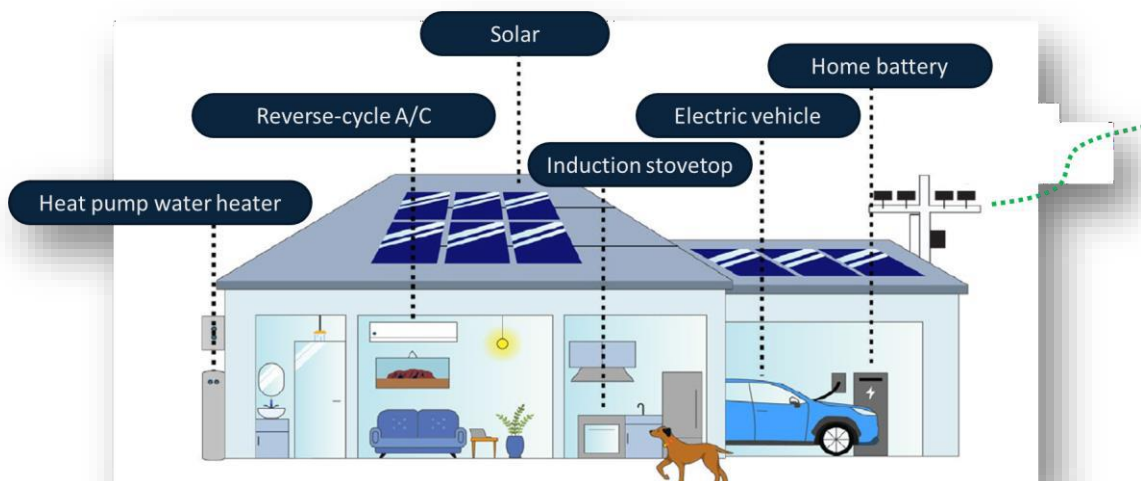 Solar
Home battery
Reverse-cycle A/C
Electric vehicle
Induction stovetop
Heat pump water heater